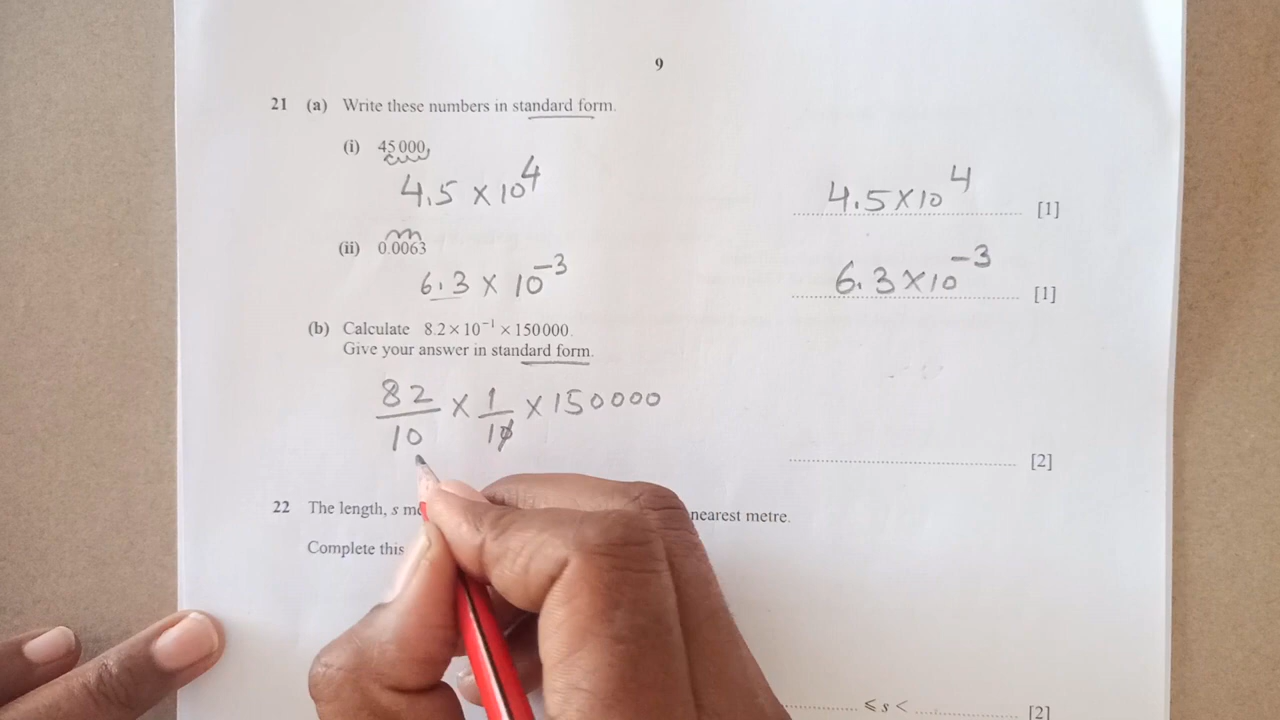 9
21 (a) Write these numbers in standard form.
(i) 45 000
4.5 × 10^4
4.5 × 10^4 [1]
(ii) 0.0063
6.3 × 10^-3
6.3 × 10^-3 [1]
(b) Calculate 8.2 × 10^-1 × 150 000.
Give your answer in standard form.
82/10 × 1/10 × 150000
[2]
22 The length, s nearest metre.
Complete this
⩽ s < [2]